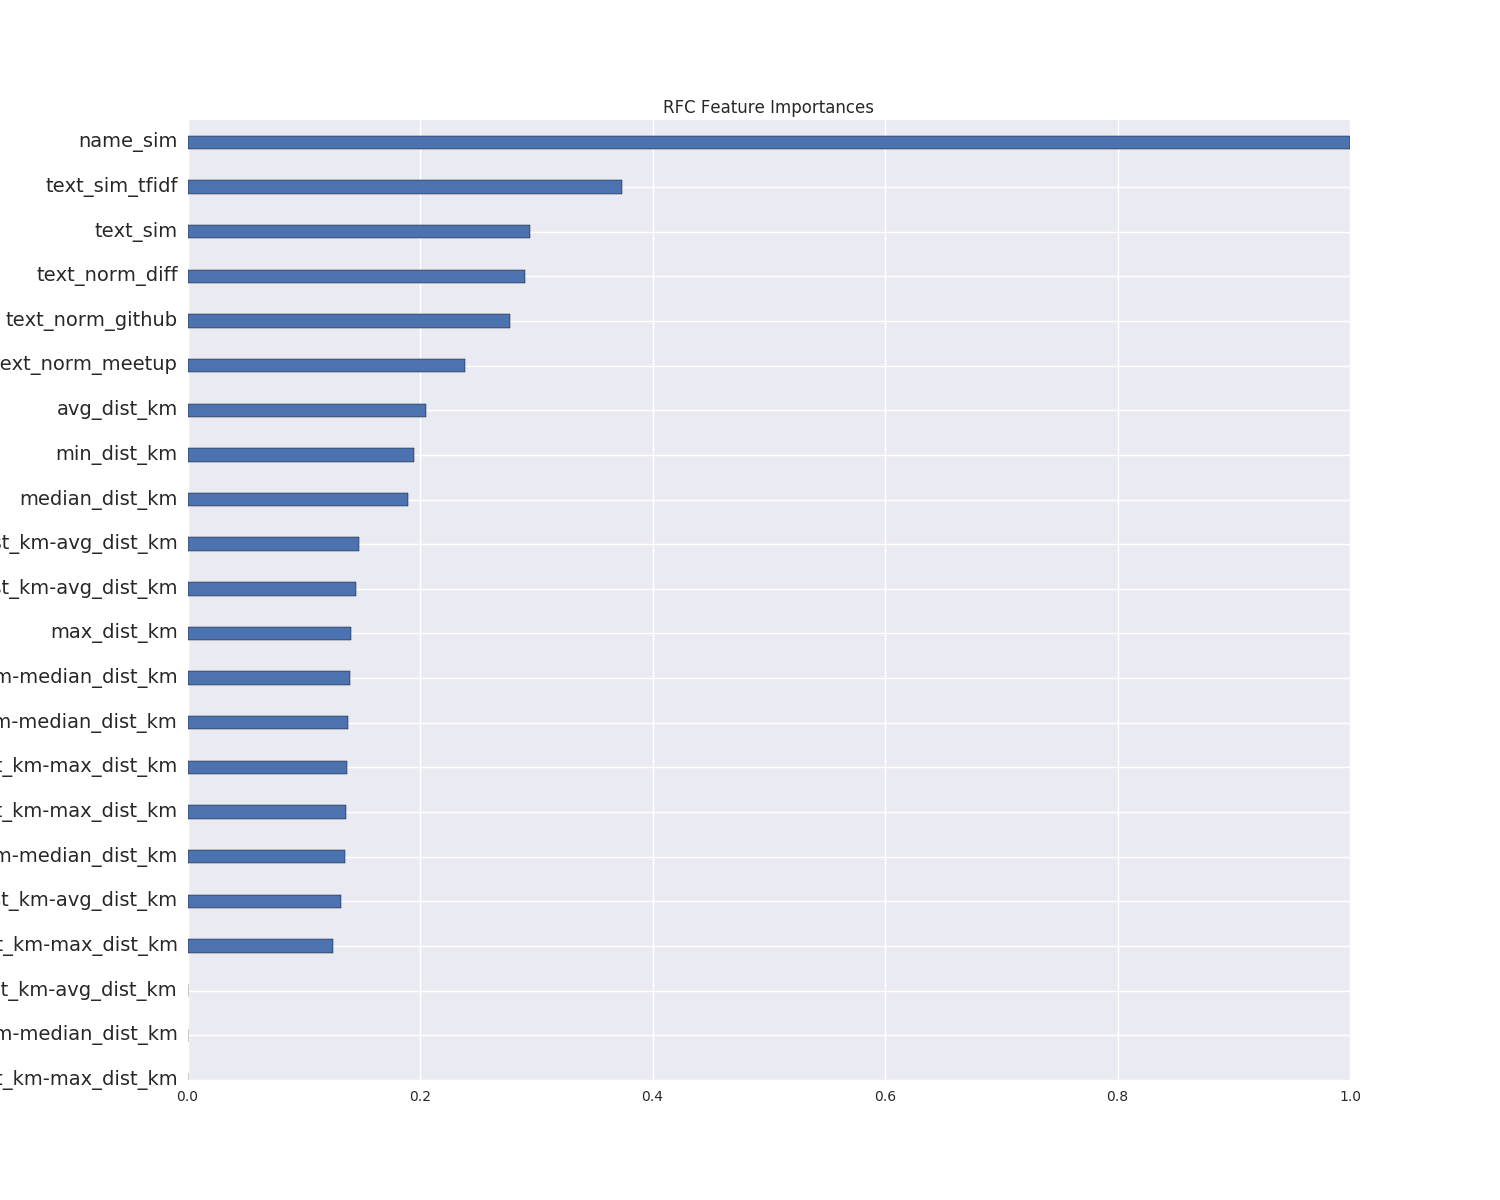 RFC Feature Importances
name_sim
text_sim_tfidf
text_sim
text_norm_diff
text_norm_github
ext_norm_meetup
avg_dist_km
min_dist_km
median_dist_km
t_km-avg_dist_km
t_km-avg_dist_km
max_dist_km
m-median_dist_km
m-median_dist_km
t_km-max_dist_km
t_km-max_dist_km
m-median_dist_km
t_km-avg_dist_km
t_km-max_dist_km
t_km-avg_dist_km
m-median_dist_km
t_km-max_dist_km
0.0 0.2 0.4 0.6 0.8 1.0